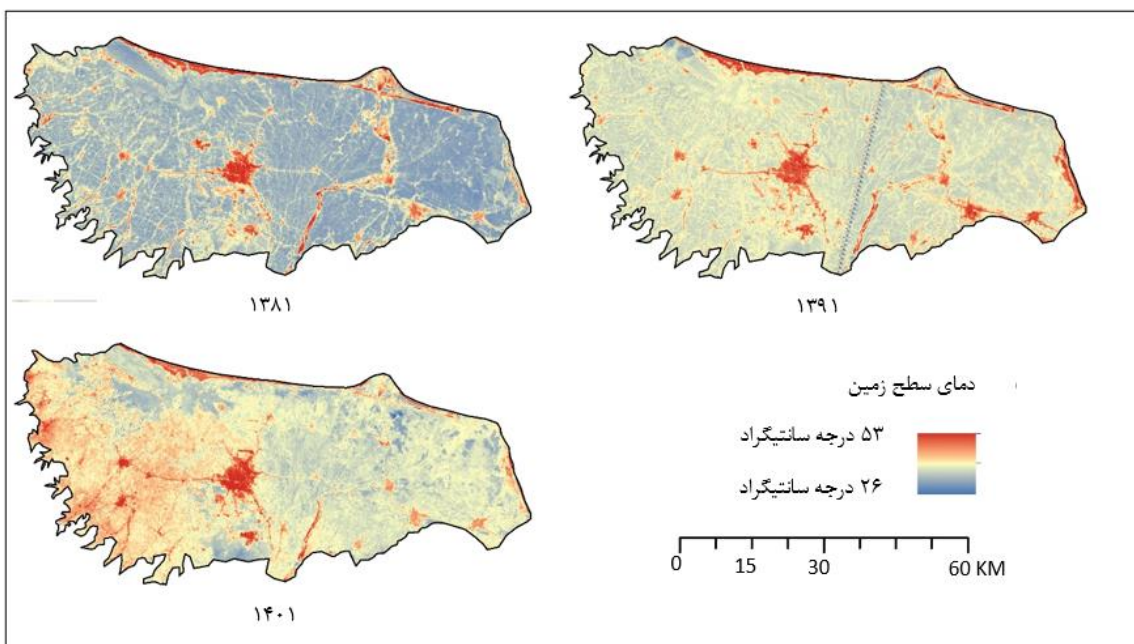 ۱۳۸۱
۱۳۹۱
۱۴۰۱
دمای سطح زمین
۵۳ درجه سانتیگراد
۲۶ درجه سانتیگراد
0 15 30 60 KM